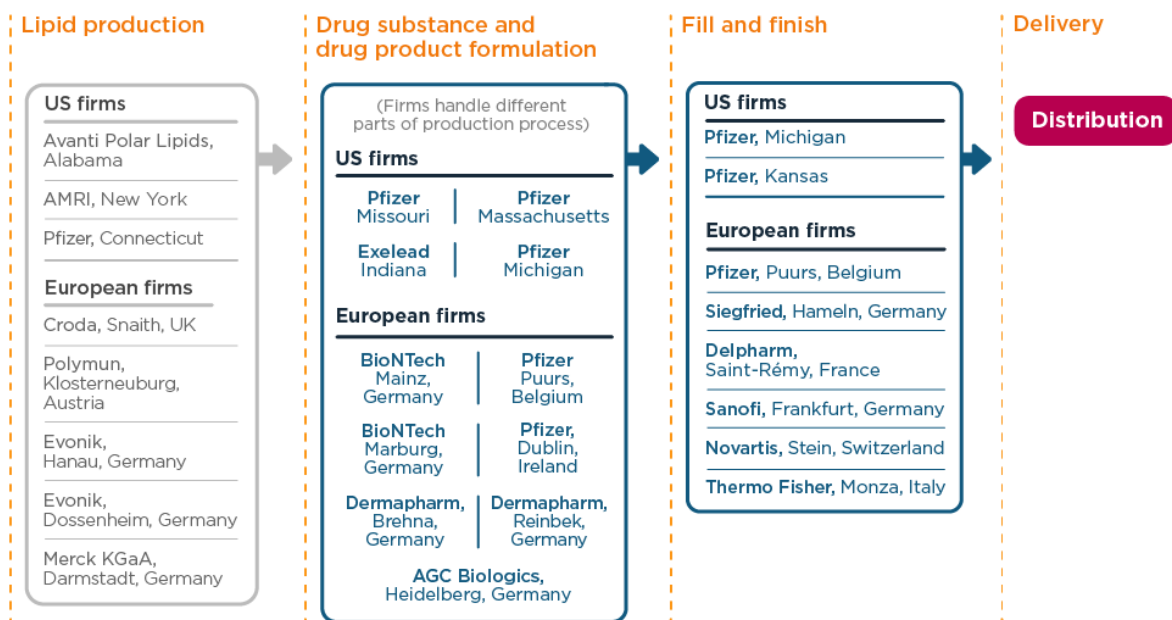 Lipid production
US firms
Avanti Polar Lipids,
Alabama
AMRI, New York
Pfizer, Connecticut
European firms
Croda, Snaith, UK
Polymun,
Klosterneuburg,
Austria
Evonik,
Hanau, Germany
Evonik,
Dossenheim, Germany
Merck KGaA,
Darmstadt, Germany
Drug substance and
drug product formulation
(Firms handle different
parts of production process)
US firms
Pfizer
Missouri
Pfizer
Massachusetts
Exelead
Indiana
Pfizer
Michigan
European firms
BioNTech
Mainz,
Germany
Pfizer
Puurs,
Belgium
BioNTech
Marburg,
Germany
Pfizer,
Dublin,
Ireland
Dermapharm,
Brehna,
Germany
Dermapharm,
Reinbek,
Germany
AGC Biologics,
Heidelberg, Germany
Fill and finish
US firms
Pfizer, Michigan
Pfizer, Kansas
European firms
Pfizer, Puurs, Belgium
Siegfried, Hameln, Germany
Delpharm,
Saint-Rémy, France
Sanofi, Frankfurt, Germany
Novartis, Stein, Switzerland
Thermo Fisher, Monza, Italy
Delivery
Distribution